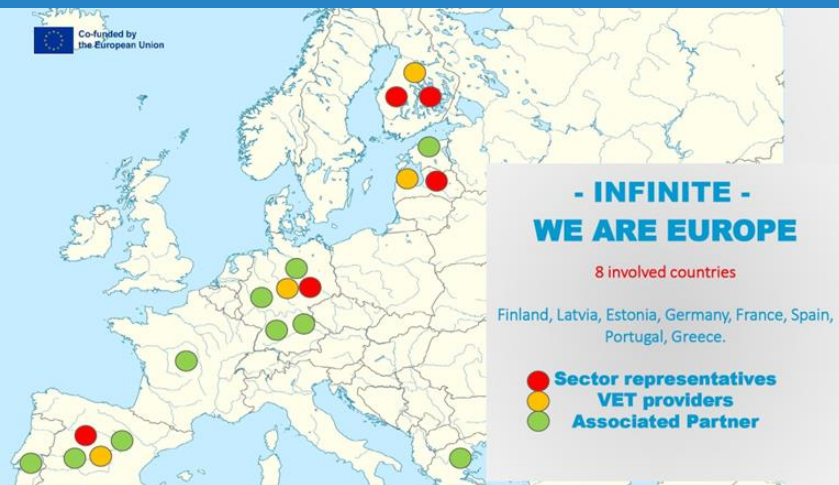 Co-funded by
the European Union
- INFINITE -
WE ARE EUROPE
8 involved countries
Finland, Latvia, Estonia, Germany, France, Spain,
Portugal, Greece.
Sector representatives
VET providers
Associated Partner